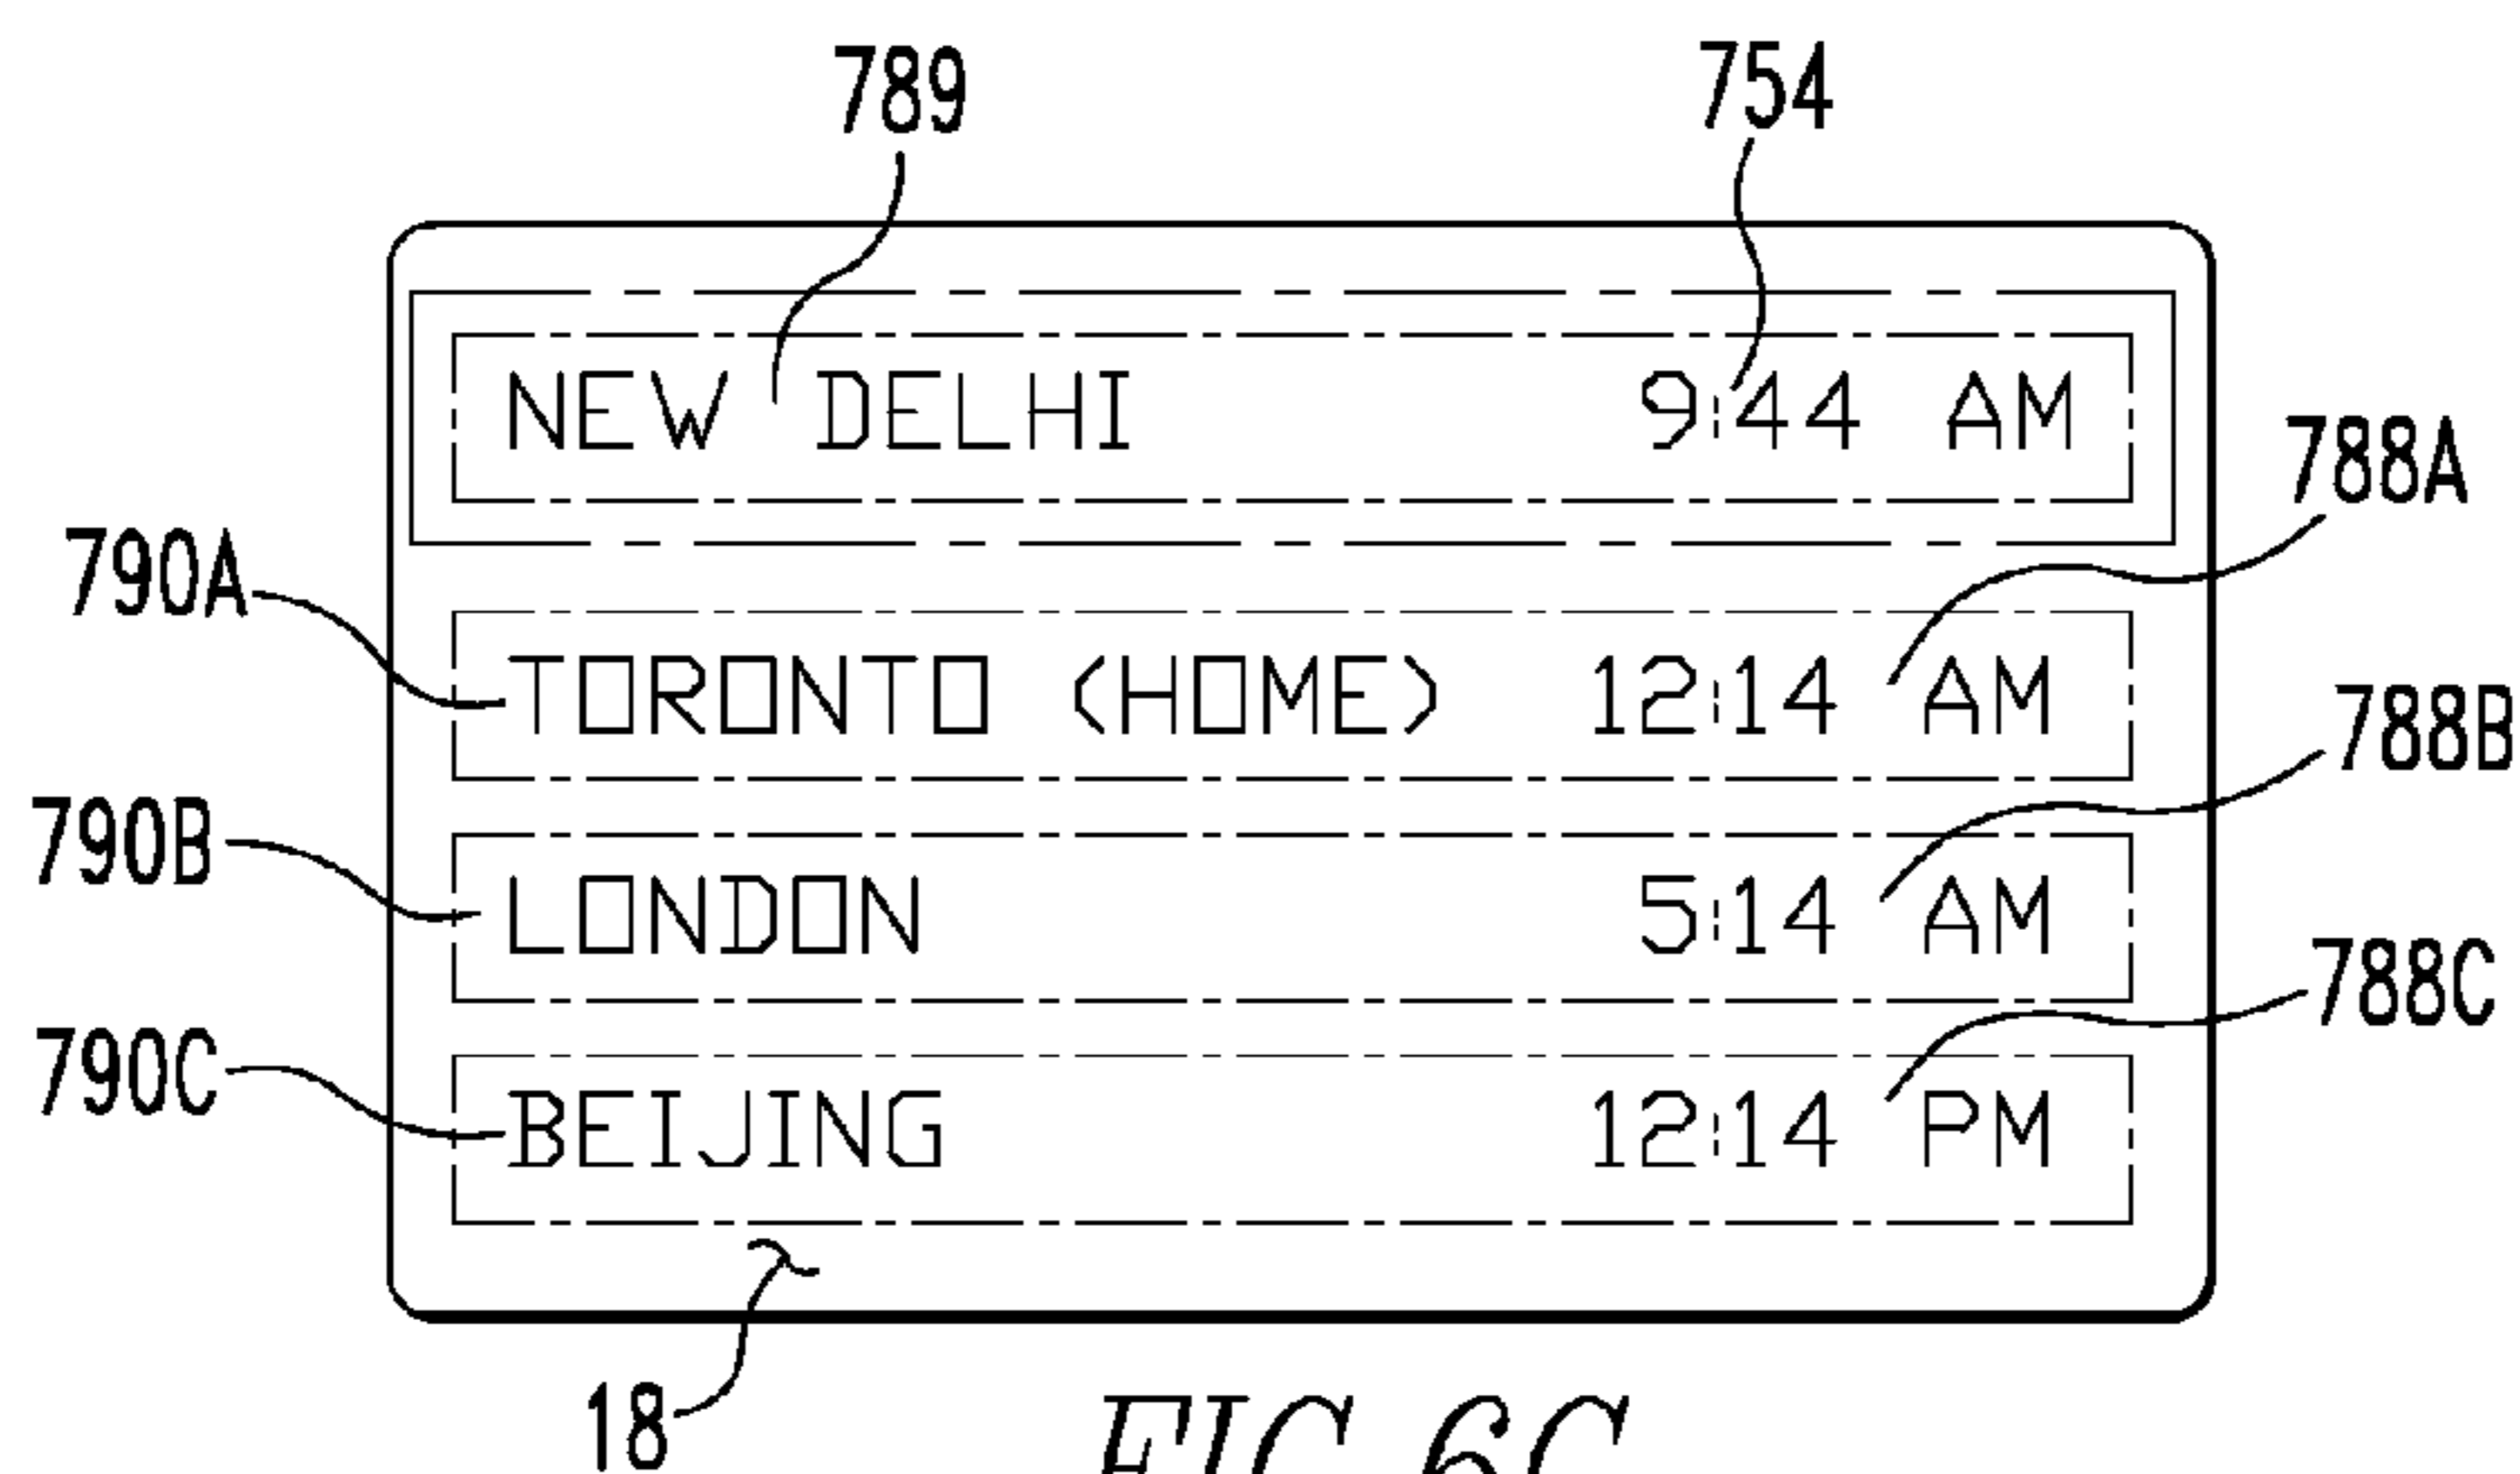 789 754
NEW DELHI 9:44 AM
788A
790A
TORONTO (HOME) 12:14 AM
788B
790B
LONDON 5:14 AM
788C
790C
BEIJING 12:14 PM
18
FIG 6C